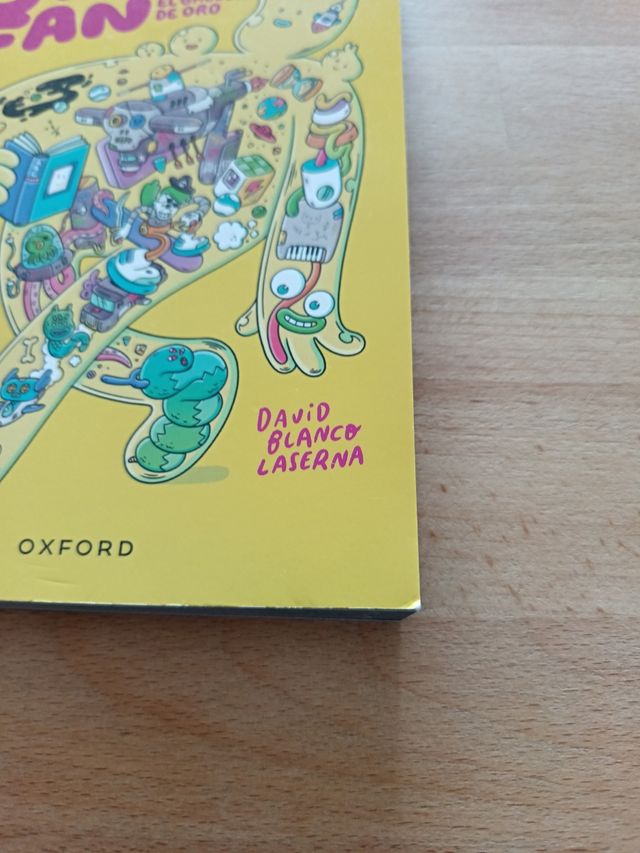 DE ORO
DAVID
BLANCO
LASERNA
OXFORD